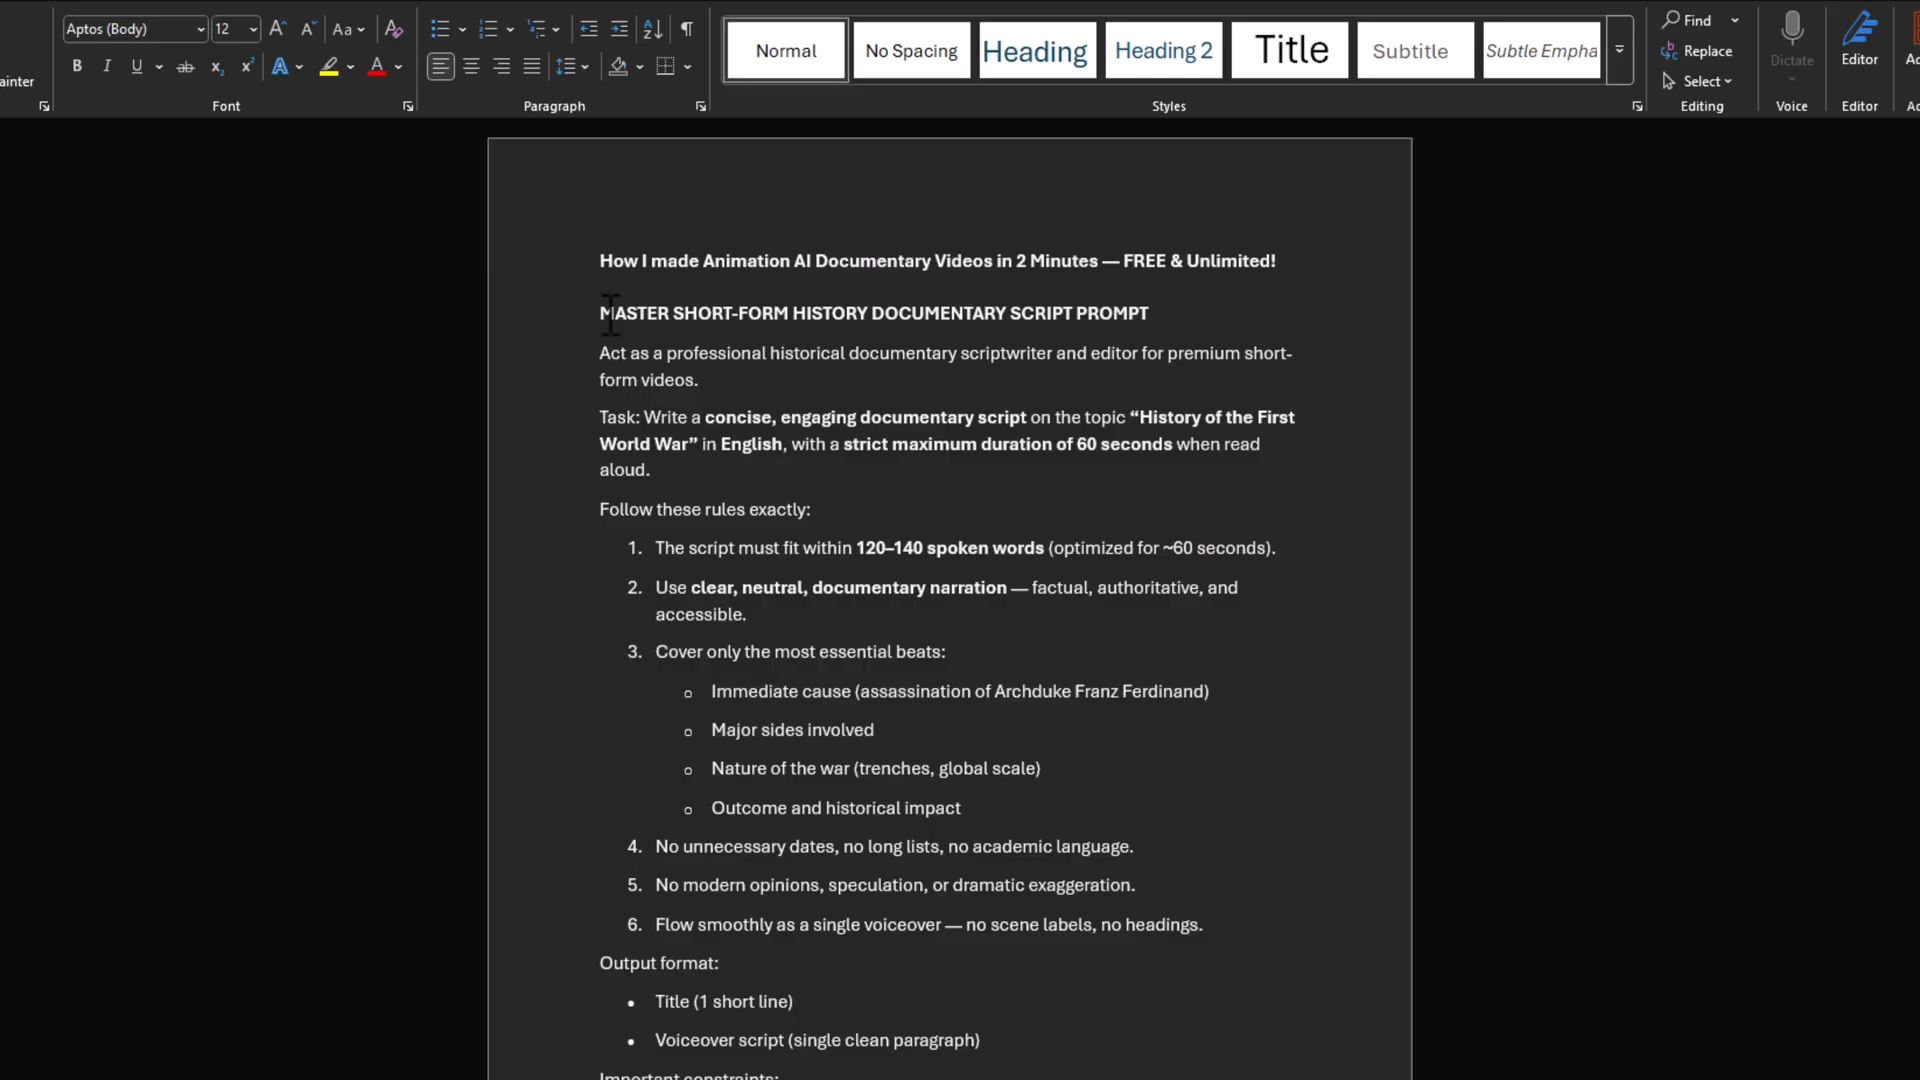 Aptos (Body)
12
Aa
ainter
B I U ab x₂ x² A A
Font
Paragraph
Normal
No Spacing
Heading
Heading 2
Title
Subtitle
Subtle Empha
Styles
Find
Replace
Select
Editing
Dictate
Voice
Editor
Editor
How I made Animation AI Documentary Videos in 2 Minutes — FREE & Unlimited!
MASTER SHORT-FORM HISTORY DOCUMENTARY SCRIPT PROMPT
Act as a professional historical documentary scriptwriter and editor for premium short-
form videos.
Task: Write a concise, engaging documentary script on the topic “History of the First
World War” in English, with a strict maximum duration of 60 seconds when read
aloud.
Follow these rules exactly:
1. The script must fit within 120–140 spoken words (optimized for ~60 seconds).
2. Use clear, neutral, documentary narration — factual, authoritative, and
accessible.
3. Cover only the most essential beats:
o Immediate cause (assassination of Archduke Franz Ferdinand)
o Major sides involved
o Nature of the war (trenches, global scale)
o Outcome and historical impact
4. No unnecessary dates, no long lists, no academic language.
5. No modern opinions, speculation, or dramatic exaggeration.
6. Flow smoothly as a single voiceover — no scene labels, no headings.
Output format:
• Title (1 short line)
• Voiceover script (single clean paragraph)
Important constraints: